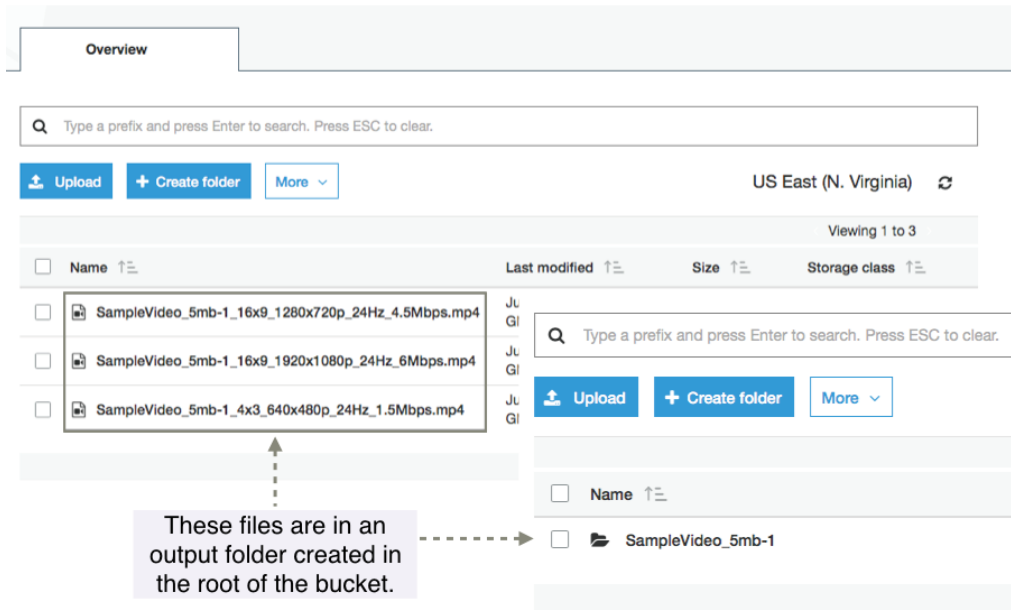 Overview
Type a prefix and press Enter to search. Press ESC to clear.
Upload
Create folder
More
US East (N. Virginia)
Viewing 1 to 3
Name
Last modified
Size
Storage class
SampleVideo_5mb-1_16x9_1280x720p_24Hz_4.5Mbps.mp4
SampleVideo_5mb-1_16x9_1920x1080p_24Hz_6Mbps.mp4
SampleVideo_5mb-1_4x3_640x480p_24Hz_1.5Mbps.mp4
Type a prefix and press Enter to search. Press ESC to clear.
Upload
Create folder
More
Name
SampleVideo_5mb-1
These files are in an
output folder created in
the root of the bucket.